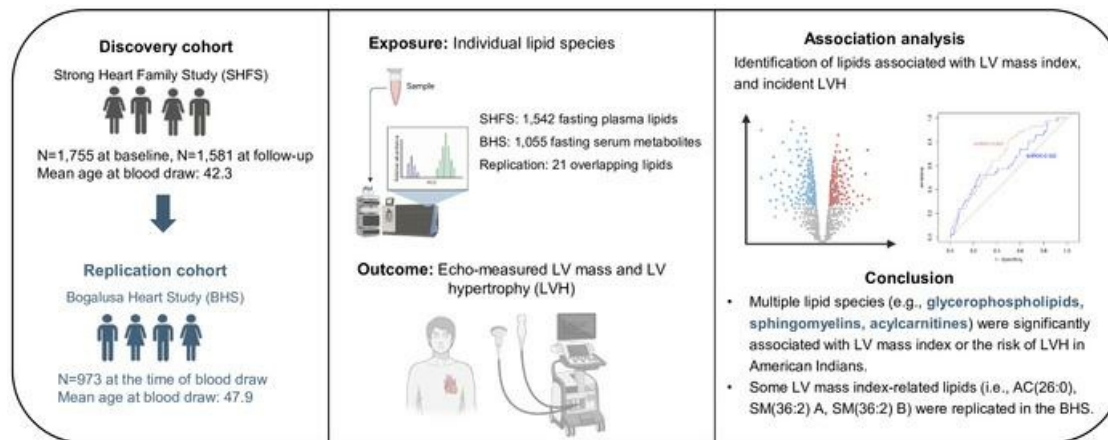 Discovery cohort
Strong Heart Family Study (SHFS)
N=1,755 at baseline, N=1,581 at follow-up
Mean age at blood draw: 42.3
Replication cohort
Bogalusa Heart Study (BHS)
N=973 at the time of blood draw
Mean age at blood draw: 47.9
Exposure: Individual lipid species
Sample
SHFS: 1,542 fasting plasma lipids
BHS: 1,055 fasting serum metabolites
Replication: 21 overlapping lipids
Outcome: Echo-measured LV mass and LV
hypertrophy (LVH)
Association analysis
Identification of lipids associated with LV mass index,
and incident LVH
Conclusion
• Multiple lipid species (e.g., glycerophospholipids,
sphingomyelins, acylcarnitines) were significantly
associated with LV mass index or the risk of LVH in
American Indians.
• Some LV mass index-related lipids (i.e., AC(26:0),
SM(36:2) A, SM(36:2) B) were replicated in the BHS.